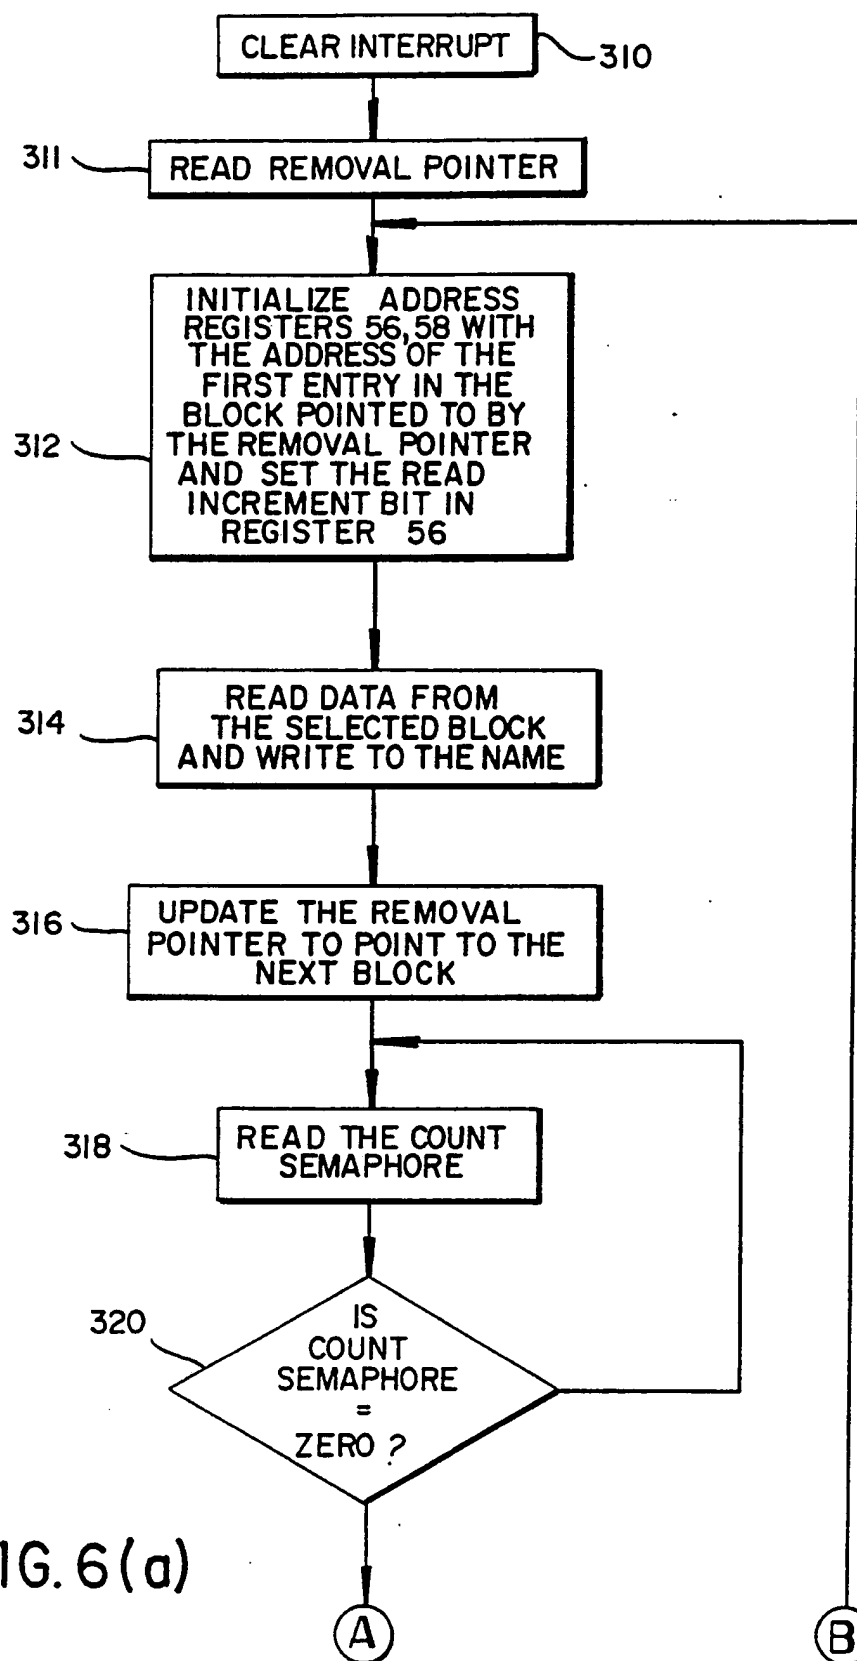 CLEAR INTERRUPT
310
311
READ REMOVAL POINTER
INITIALIZE ADDRESS
REGISTERS 56,58 WITH
THE ADDRESS OF THE
FIRST ENTRY IN THE
BLOCK POINTED TO BY
THE REMOVAL POINTER
AND SET THE READ
INCREMENT BIT IN
REGISTER 56
312
READ DATA FROM
THE SELECTED BLOCK
AND WRITE TO THE NAME
314
UPDATE THE REMOVAL
POINTER TO POINT TO THE
NEXT BLOCK
316
READ THE COUNT
SEMAPHORE
318
320
IS
COUNT
SEMAPHORE
=
ZERO ?
IG. 6(a)
A
B